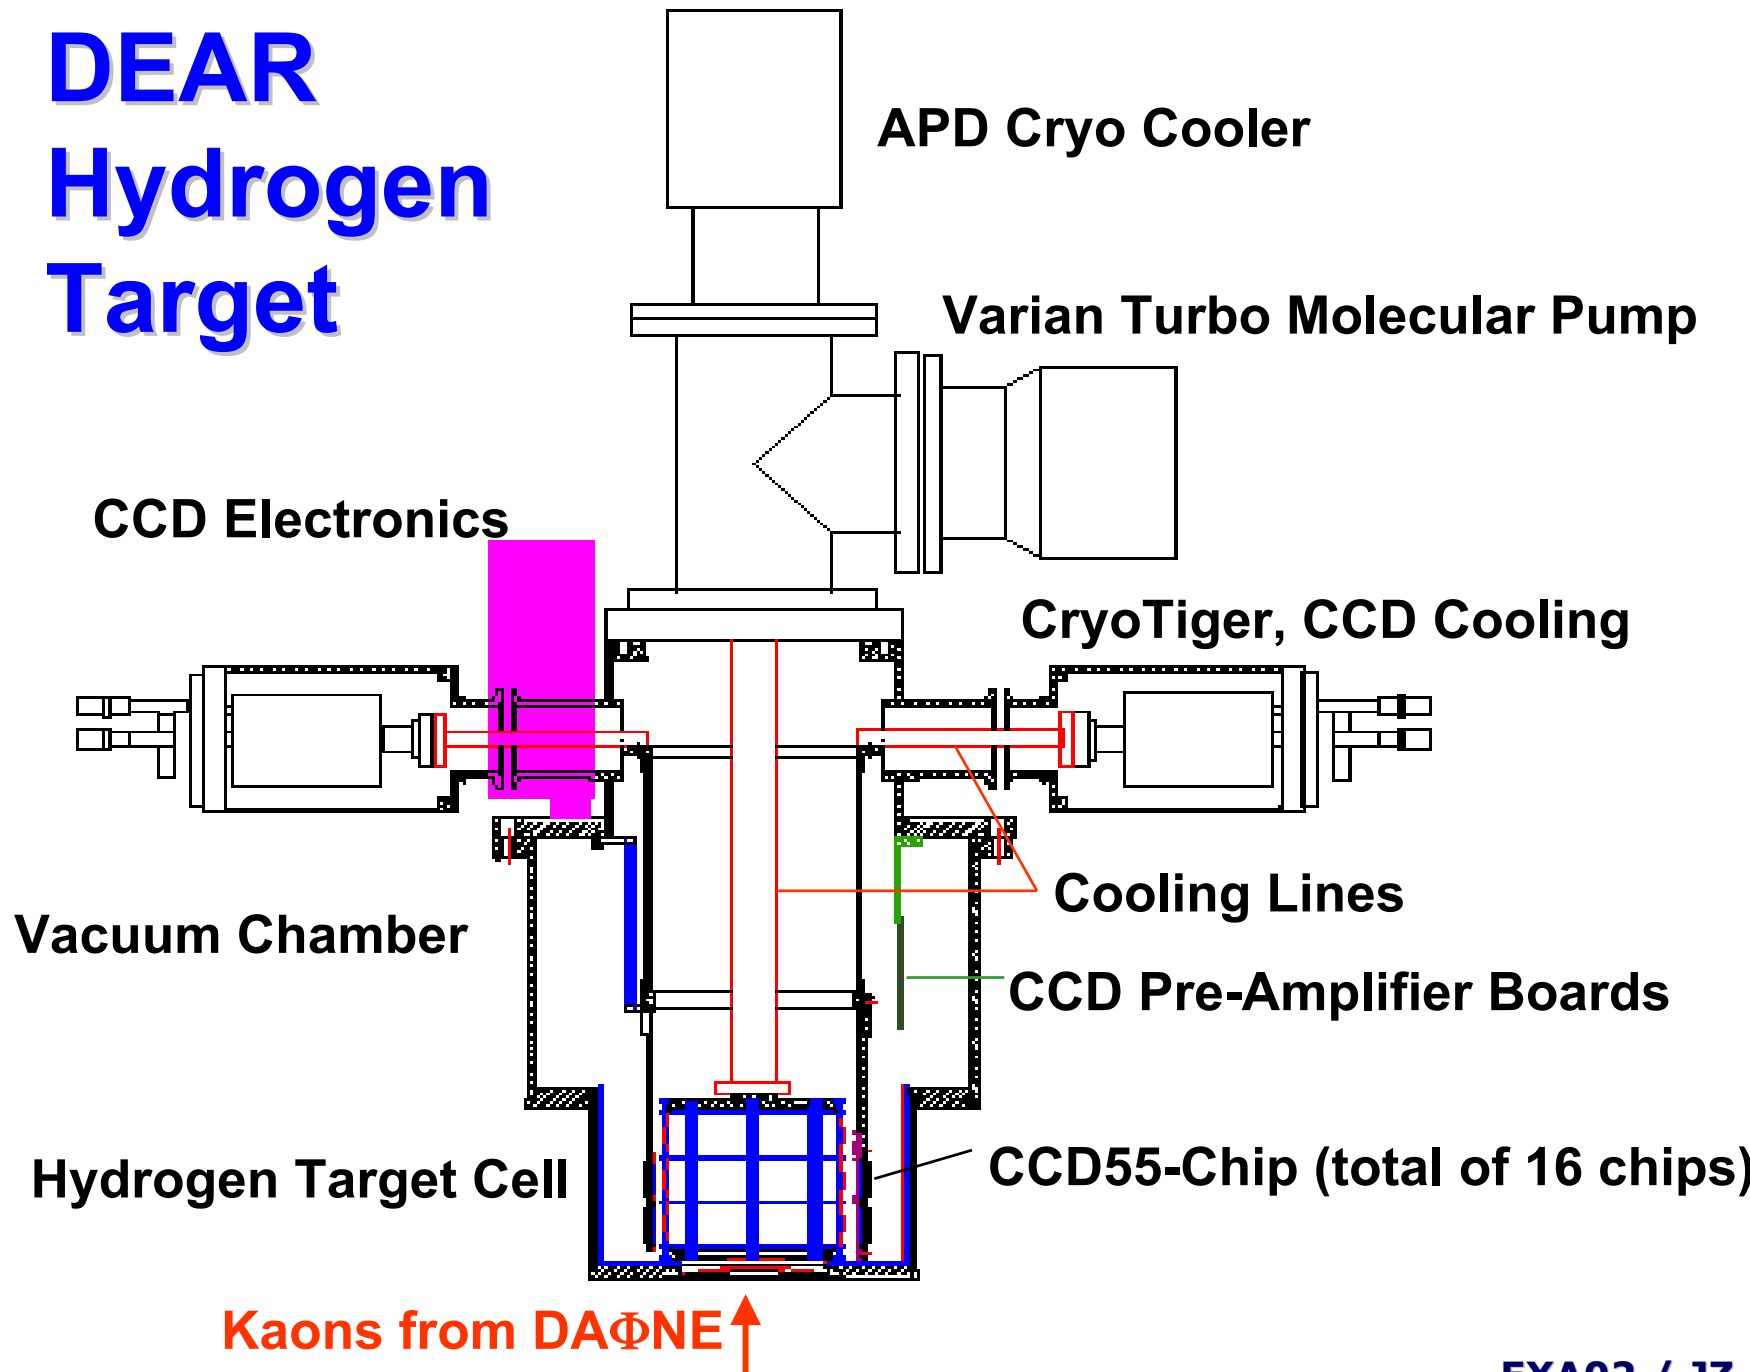 DEAR
Hydrogen
Target
APD Cryo Cooler
Varian Turbo Molecular Pump
CCD Electronics
CryoTiger, CCD Cooling
Cooling Lines
Vacuum Chamber
CCD Pre-Amplifier Boards
CCD55-Chip (total of 16 chips)
Hydrogen Target Cell
Kaons from DAΦNE